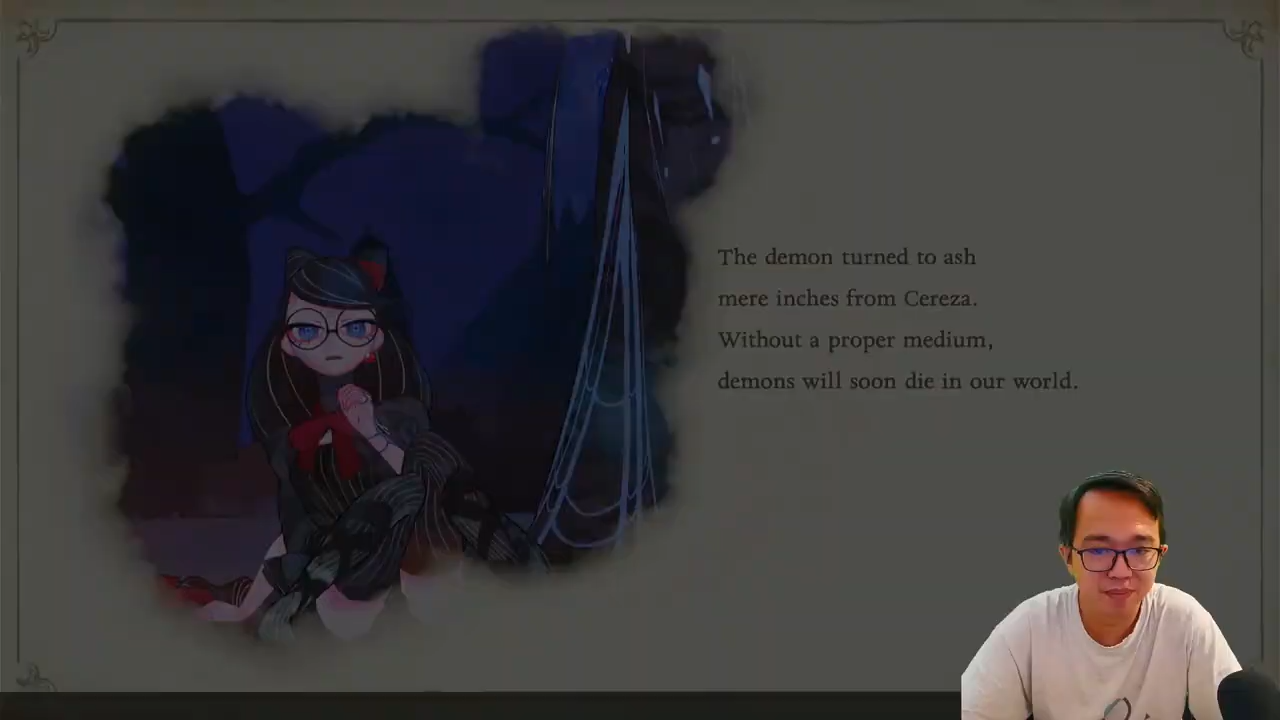 The demon turned to ash
mere inches from Cereza.
Without a proper medium,
demons will soon die in our world.